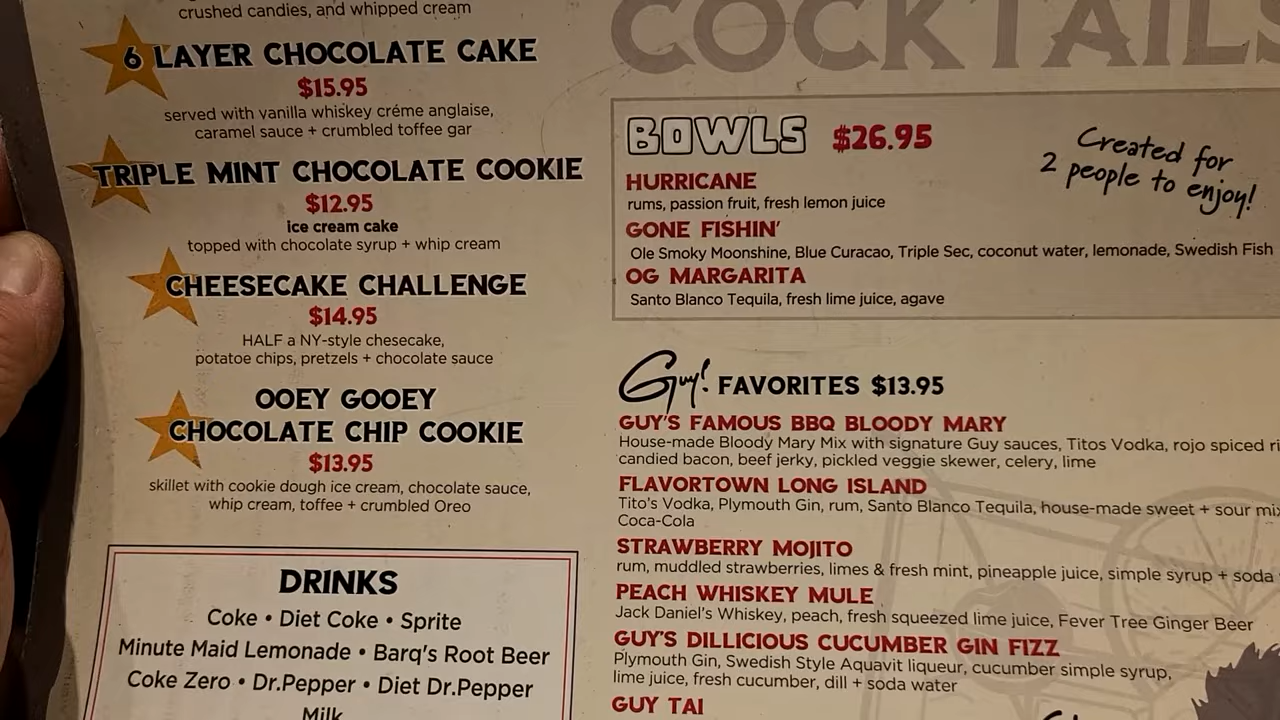 crushed candies, and whipped cream
6 LAYER CHOCOLATE CAKE
$15.95
served with vanilla whiskey créme anglaise,
caramel sauce + crumbled toffee gar
TRIPLE MINT CHOCOLATE COOKIE
$12.95
ice cream cake
topped with chocolate syrup + whip cream
CHEESECAKE CHALLENGE
$14.95
HALF a NY-style chesecake,
potatoe chips, pretzels + chocolate sauce
OOEY GOOEY
CHOCOLATE CHIP COOKIE
$13.95
skillet with cookie dough ice cream, chocolate sauce,
whip cream, toffee + crumbled Oreo
DRINKS
Coke • Diet Coke • Sprite
Minute Maid Lemonade • Barq's Root Beer
Coke Zero • Dr.Pepper • Diet Dr.Pepper
Milk
COCKTAILS
BOWLS $26.95
Created for
2 people to enjoy!
HURRICANE
rums, passion fruit, fresh lemon juice
GONE FISHIN'
Ole Smoky Moonshine, Blue Curacao, Triple Sec, coconut water, lemonade, Swedish Fish
OG MARGARITA
Santo Blanco Tequila, fresh lime juice, agave
Guy! FAVORITES $13.95
GUY'S FAMOUS BBQ BLOODY MARY
House-made Bloody Mary Mix with signature Guy sauces, Titos Vodka, rojo spiced
candied bacon, beef jerky, pickled veggie skewer, celery, lime
FLAVORTOWN LONG ISLAND
Tito's Vodka, Plymouth Gin, rum, Santo Blanco Tequila, house-made sweet + sour mix
Coca-Cola
STRAWBERRY MOJITO
rum, muddled strawberries, limes & fresh mint, pineapple juice, simple syrup + soda
PEACH WHISKEY MULE
Jack Daniel's Whiskey, peach, fresh squeezed lime juice, Fever Tree Ginger Beer
GUY'S DILLICIOUS CUCUMBER GIN FIZZ
Plymouth Gin, Swedish Style Aquavit liqueur, cucumber simple syrup,
lime juice, fresh cucumber, dill + soda water
GUY TAI